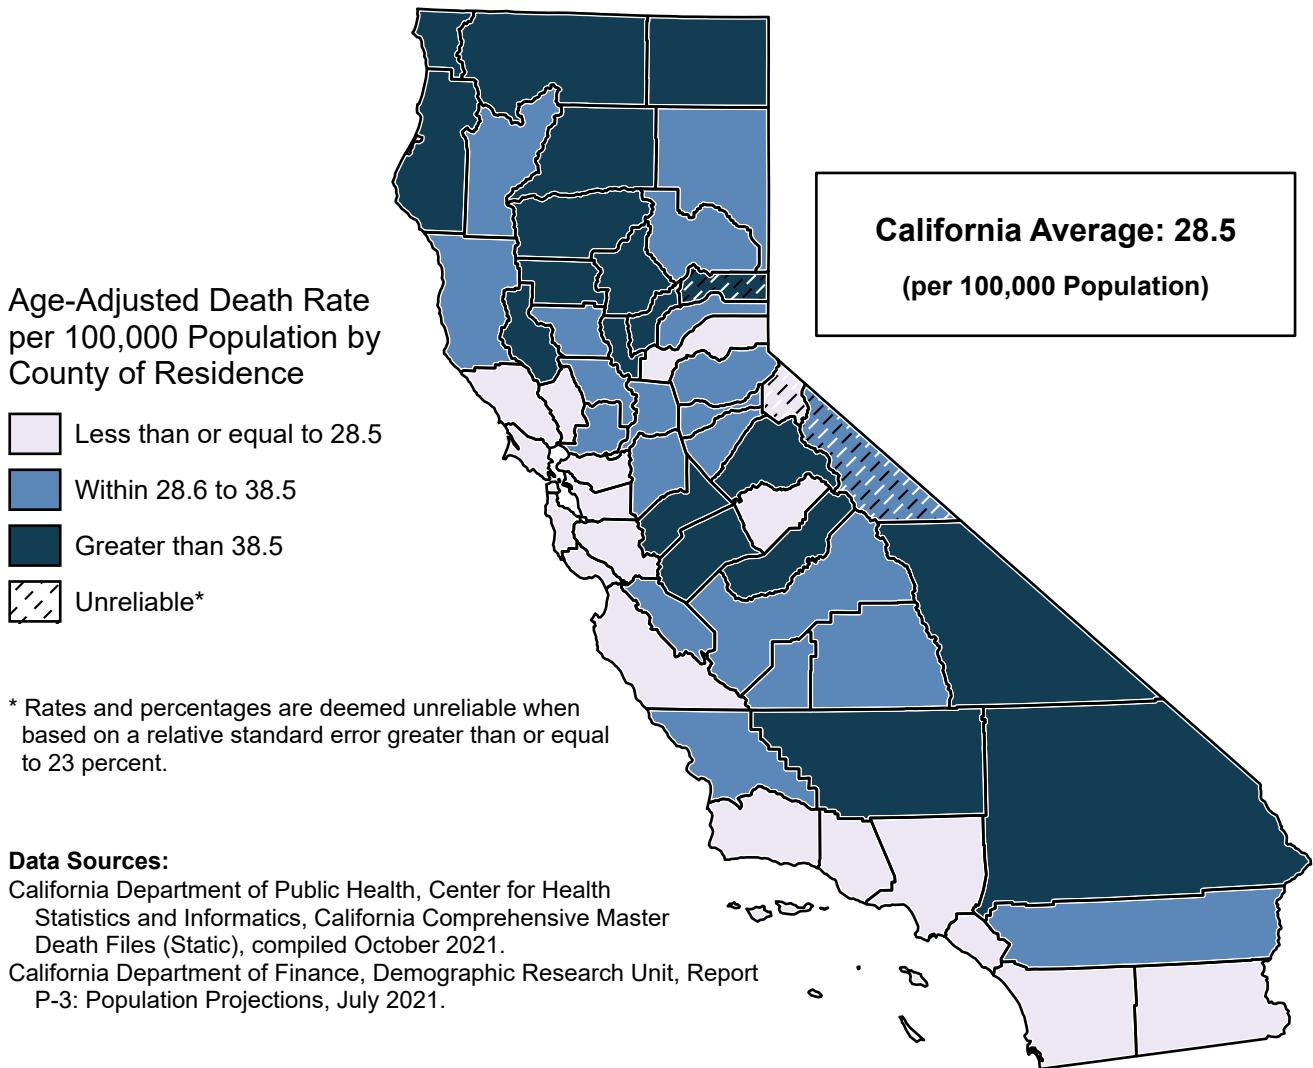 California Average: 28.5
(per 100,000 Population)
Age-Adjusted Death Rate
per 100,000 Population by
County of Residence
Less than or equal to 28.5
Within 28.6 to 38.5
Greater than 38.5
Unreliable*
* Rates and percentages are deemed unreliable when
based on a relative standard error greater than or equal
to 23 percent.
Data Sources:
California Department of Public Health, Center for Health
Statistics and Informatics, California Comprehensive Master
Death Files (Static), compiled October 2021.
California Department of Finance, Demographic Research Unit, Report
P-3: Population Projections, July 2021.